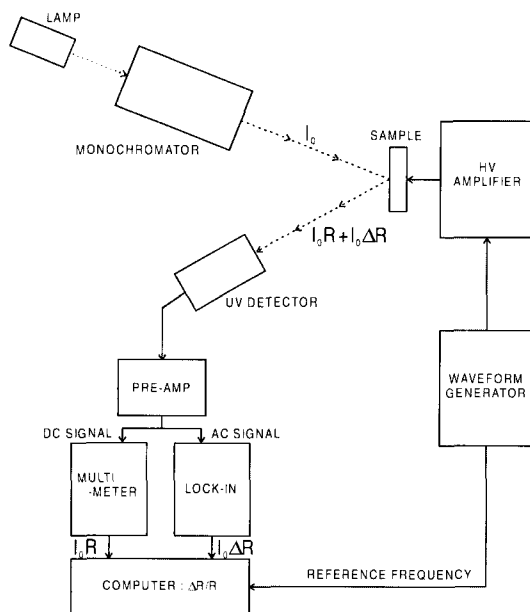 LAMP
MONOCHROMATOR
I₀
SAMPLE
HV
AMPLIFIER
I₀R + I₀ΔR
UV DETECTOR
PRE-AMP
WAVEFORM
GENERATOR
DC SIGNAL
AC SIGNAL
MULTI
-METER
LOCK-IN
I₀R
I₀ΔR
REFERENCE FREQUENCY
COMPUTER : ΔR/R